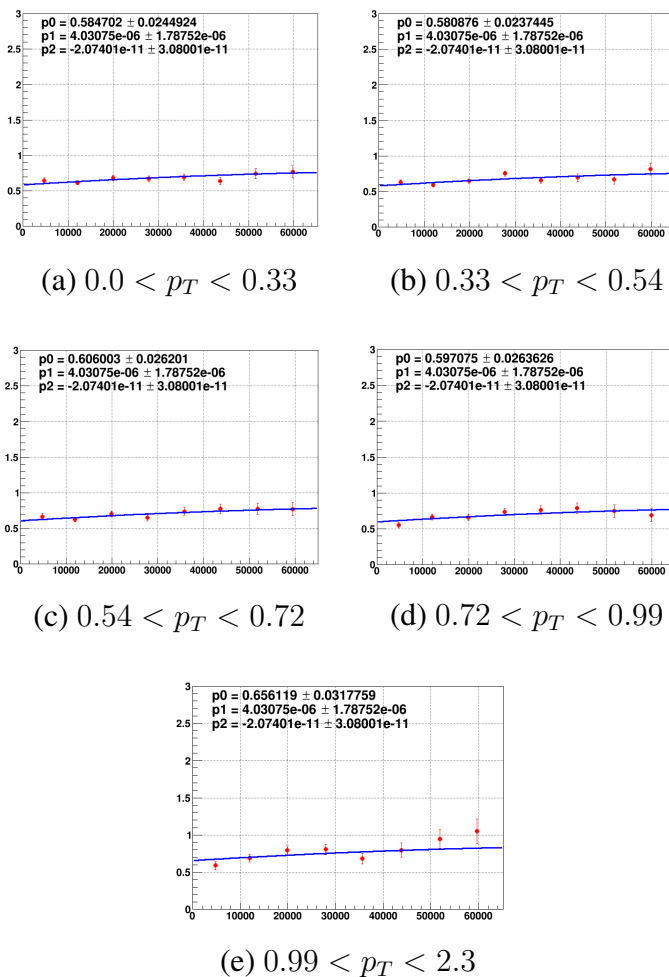 p0 = 0.584702 ± 0.0244924
p1 = 4.03075e-06 ± 1.78752e-06
p2 = -2.07401e-11 ± 3.08001e-11
3
2.5
2
1.5
1
0.5
0
0 10000 20000 30000 40000 50000 60000
(a) 0.0 < p_T < 0.33
p0 = 0.580876 ± 0.0237445
p1 = 4.03075e-06 ± 1.78752e-06
p2 = -2.07401e-11 ± 3.08001e-11
3
2.5
2
1.5
1
0.5
0
0 10000 20000 30000 40000 50000 60000
(b) 0.33 < p_T < 0.54
p0 = 0.606003 ± 0.026201
p1 = 4.03075e-06 ± 1.78752e-06
p2 = -2.07401e-11 ± 3.08001e-11
3
2.5
2
1.5
1
0.5
0
0 10000 20000 30000 40000 50000 60000
(c) 0.54 < p_T < 0.72
p0 = 0.597075 ± 0.0263626
p1 = 4.03075e-06 ± 1.78752e-06
p2 = -2.07401e-11 ± 3.08001e-11
3
2.5
2
1.5
1
0.5
0
0 10000 20000 30000 40000 50000 60000
(d) 0.72 < p_T < 0.99
p0 = 0.656119 ± 0.0317759
p1 = 4.03075e-06 ± 1.78752e-06
p2 = -2.07401e-11 ± 3.08001e-11
3
2.5
2
1.5
1
0.5
0
0 10000 20000 30000 40000 50000 60000
(e) 0.99 < p_T < 2.3